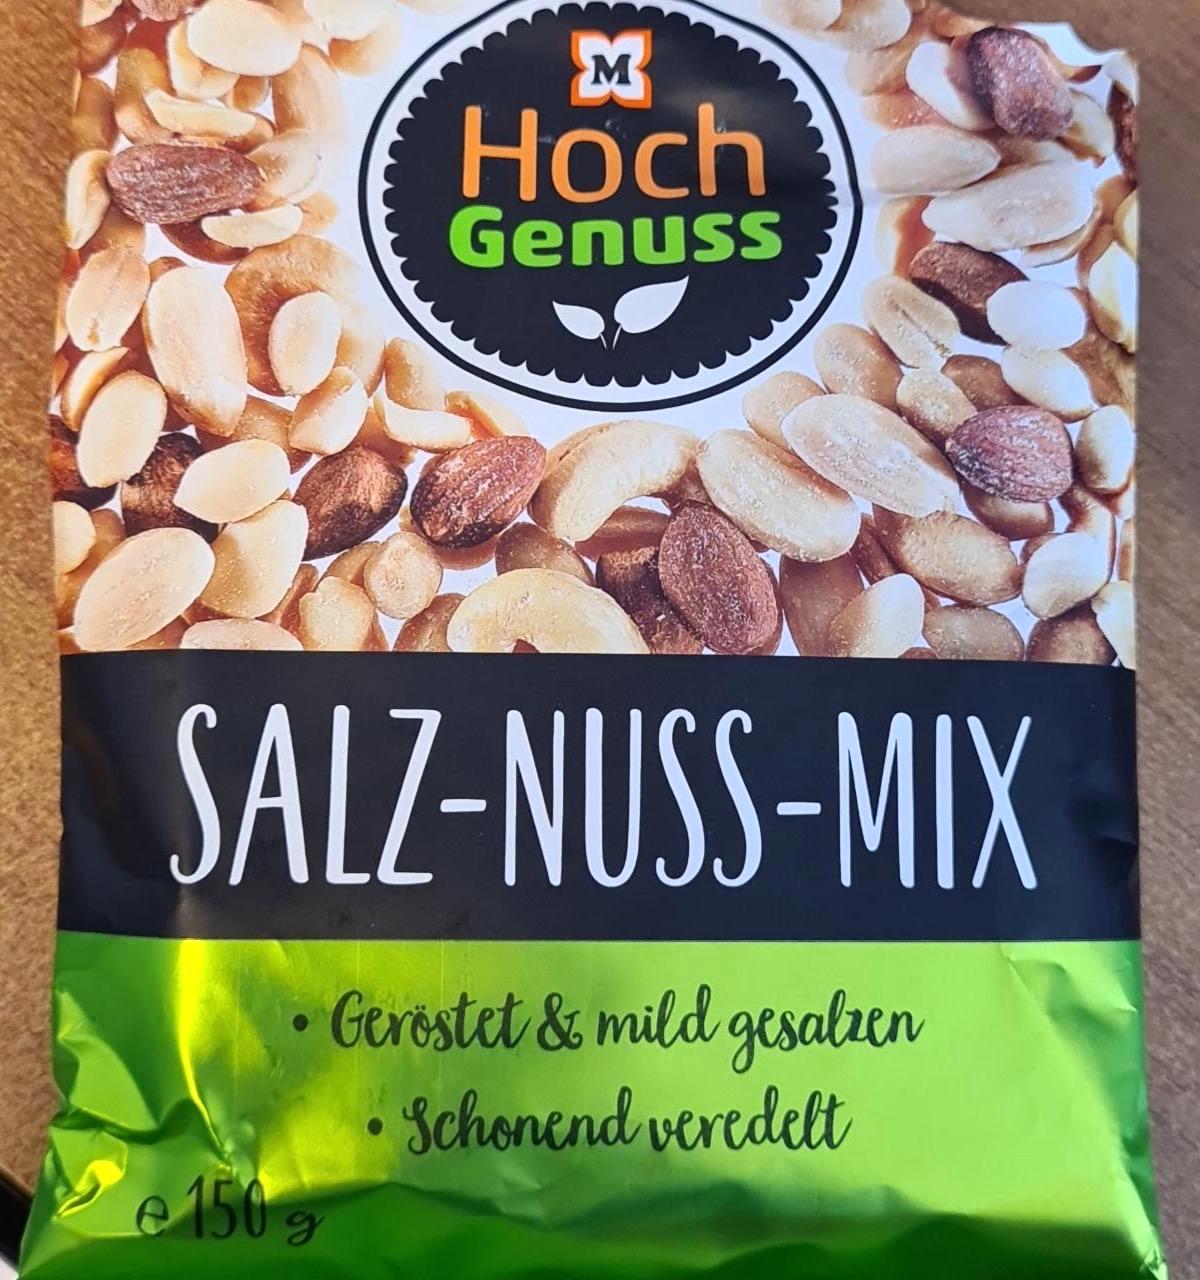 M
Hoch
Genuss
SALZ-NUSS-MIX
• Geröstet & mild gesalzen
• Schonend veredelt
e 150 g